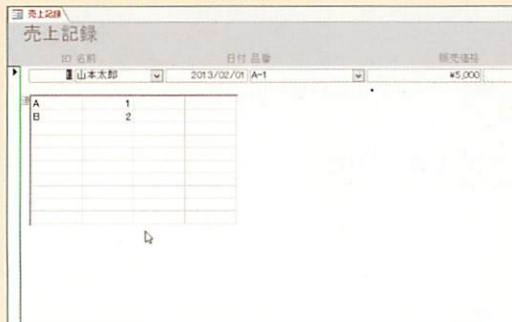 売上記録
売上記録
ID 名前 日付 品番 販売価格
1 山本太郎 2013/02/01 A-1 ¥5,000
A 1
B 2